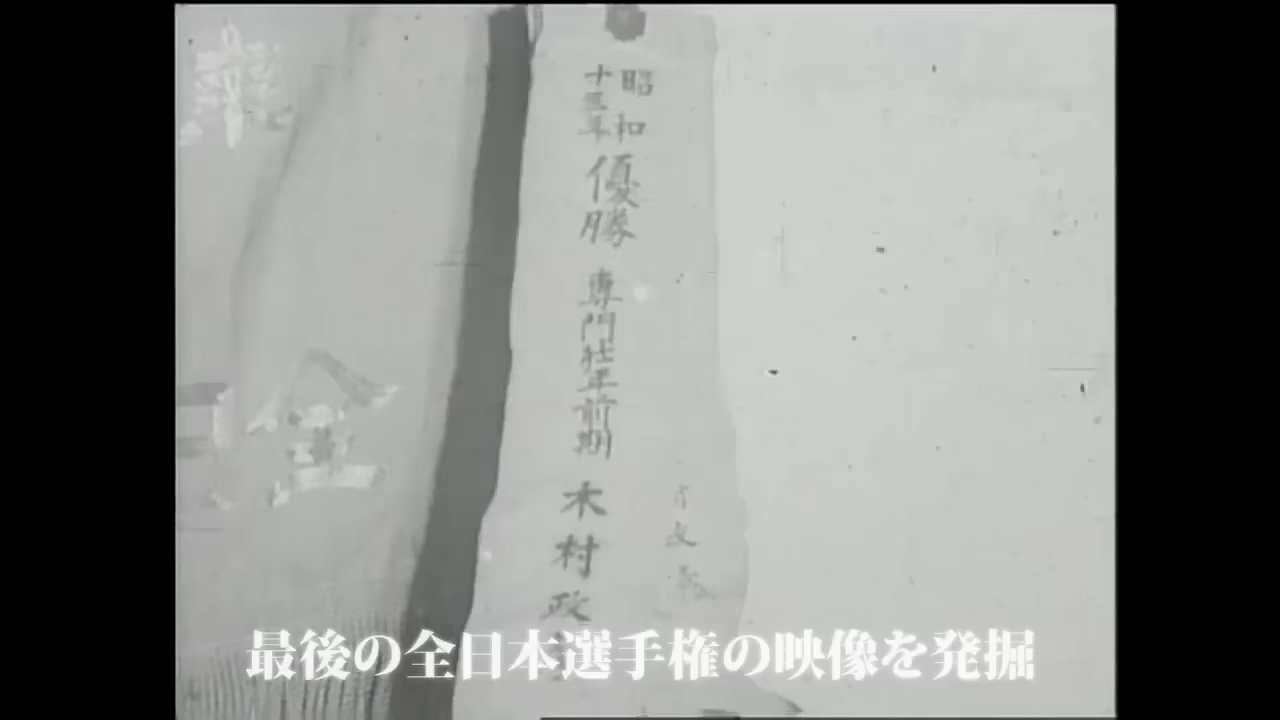 昭和
十三年
優勝
専門壮年前期
木村政
最後の全日本選手権の映像を発掘